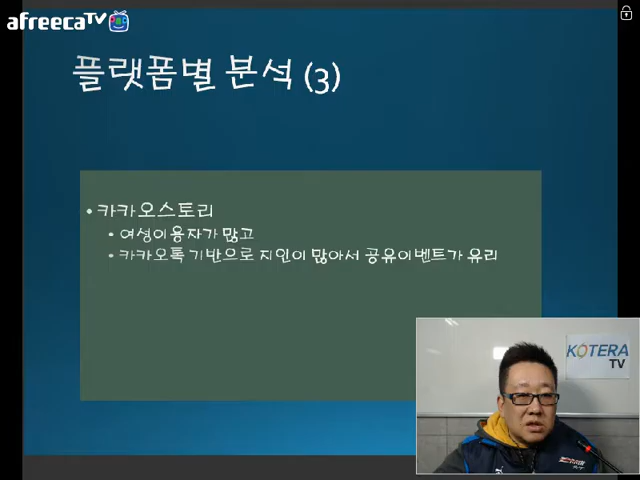 afreecaTV
플랫폼별 분석 (3)
• 카카오스토리
• 여성이용자가 많고
• 카카오톡 기반으로 지인이 많아서 공유이벤트가 유리
KOTERA
TV